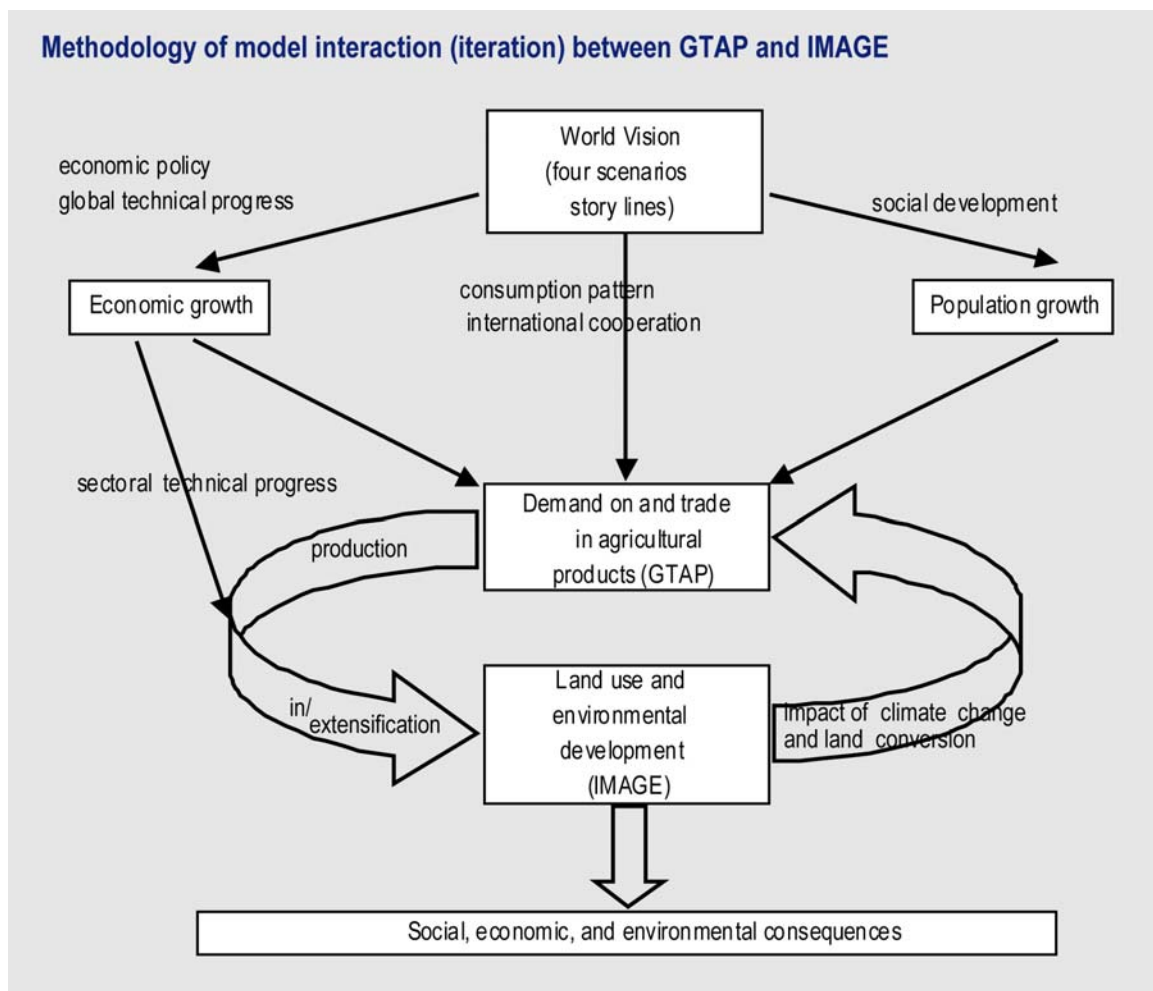 Methodology of model interaction (iteration) between GTAP and IMAGE
World Vision
(four scenarios
story lines)
economic policy
global technical progress
social development
Economic growth
consumption pattern
international cooperation
Population growth
sectoral technical progress
Demand on and trade
in agricultural
products (GTAP)
production
Land use and
environmental
development
(IMAGE)
in/
extensification
impact of climate change
and land conversion
Social, economic, and environmental consequences